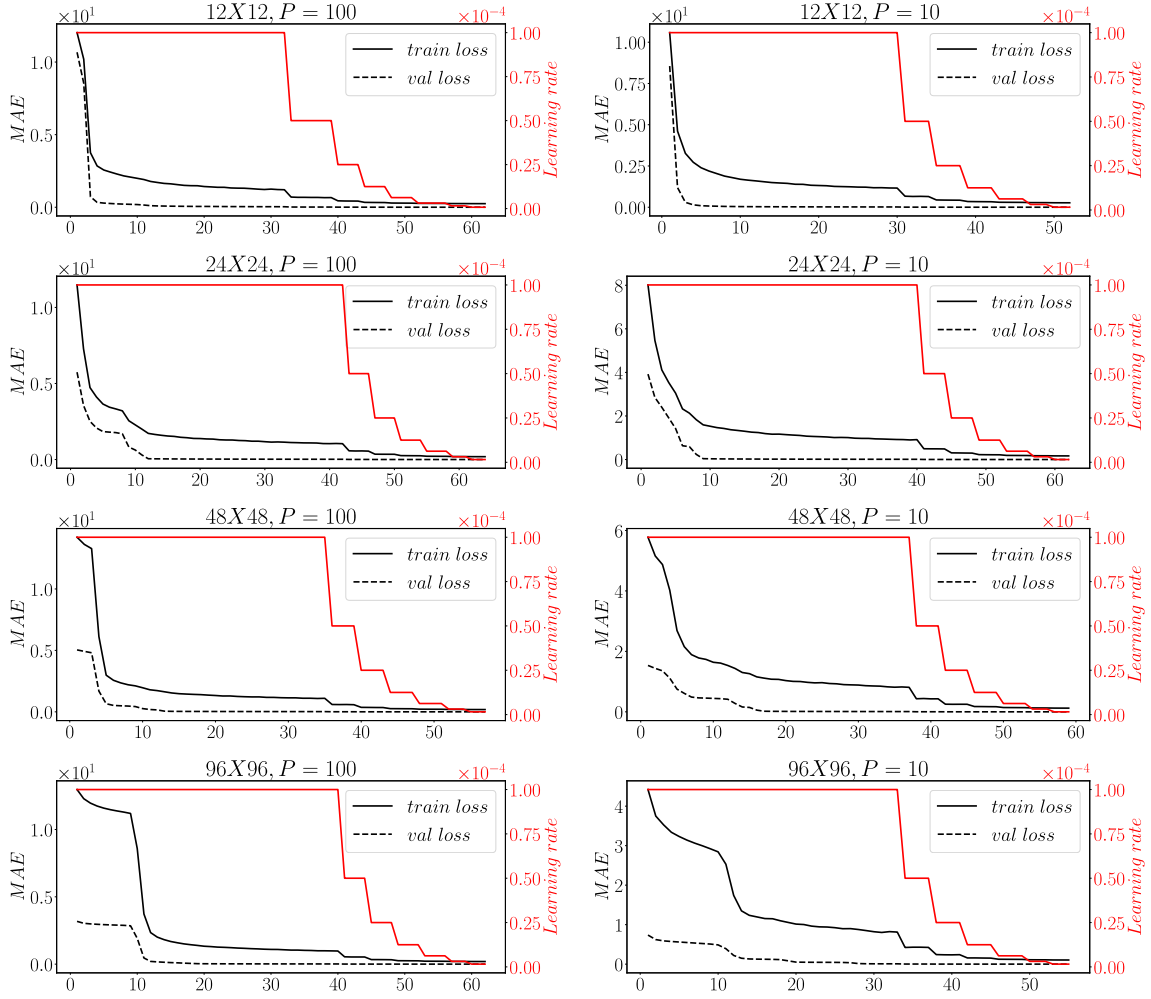 ×10¹ 12X12, P = 100 ×10⁻⁴
1.0
0.5
0.0
MAE
train loss
val loss
1.00
0.75
0.50
0.25
0.00
Learning rate
0 10 20 30 40 50 60
×10¹ 12X12, P = 10 ×10⁻⁴
1.00
0.75
0.50
0.25
0.00
MAE
train loss
val loss
1.00
0.75
0.50
0.25
0.00
Learning rate
0 10 20 30 40 50
×10¹ 24X24, P = 100 ×10⁻⁴
1.0
0.5
0.0
MAE
train loss
val loss
1.00
0.75
0.50
0.25
0.00
Learning rate
0 10 20 30 40 50 60
24X24, P = 10 ×10⁻⁴
8
6
4
2
0
MAE
train loss
val loss
1.00
0.75
0.50
0.25
0.00
Learning rate
0 10 20 30 40 50 60
×10¹ 48X48, P = 100 ×10⁻⁴
1.0
0.5
0.0
MAE
train loss
val loss
1.00
0.75
0.50
0.25
0.00
Learning rate
0 10 20 30 40 50
48X48, P = 10 ×10⁻⁴
6
4
2
0
MAE
train loss
val loss
1.00
0.75
0.50
0.25
0.00
Learning rate
0 10 20 30 40 50 60
×10¹ 96X96, P = 100 ×10⁻⁴
1.0
0.5
0.0
MAE
train loss
val loss
1.00
0.75
0.50
0.25
0.00
Learning rate
0 10 20 30 40 50 60
96X96, P = 10 ×10⁻⁴
4
3
2
1
0
MAE
train loss
val loss
1.00
0.75
0.50
0.25
0.00
Learning rate
0 10 20 30 40 50